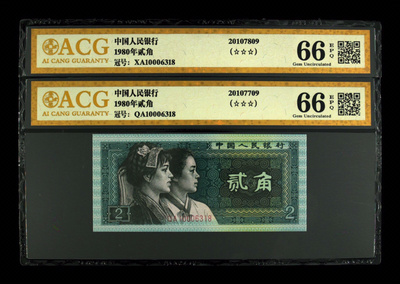 ACG
AI CANG GUARANTY
中国人民银行
1980年贰角
冠号: XA10006318
20107809
(☆☆☆)
66 EPQ
Gem Uncirculated
ACG
AI CANG GUARANTY
中国人民银行
1980年贰角
冠号: QA10006318
20107709
(☆☆☆)
66 EPQ
Gem Uncirculated
中国人民银行
贰角
2
2